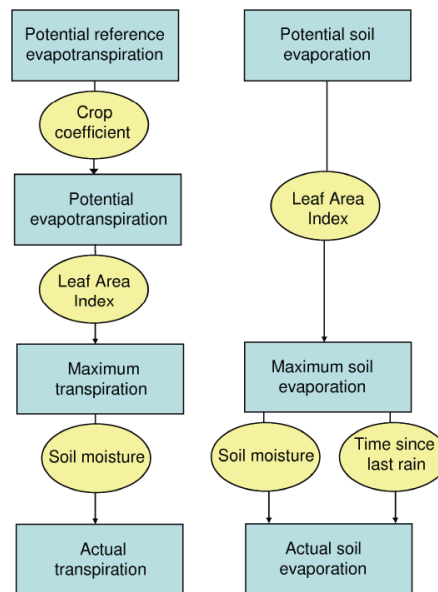 Potential reference
evapotranspiration
Crop
coefficient
Potential
evapotranspiration
Leaf Area
Index
Maximum
transpiration
Soil moisture
Actual
transpiration
Potential soil
evaporation
Leaf Area
Index
Maximum soil
evaporation
Soil moisture
Time since
last rain
Actual soil
evaporation